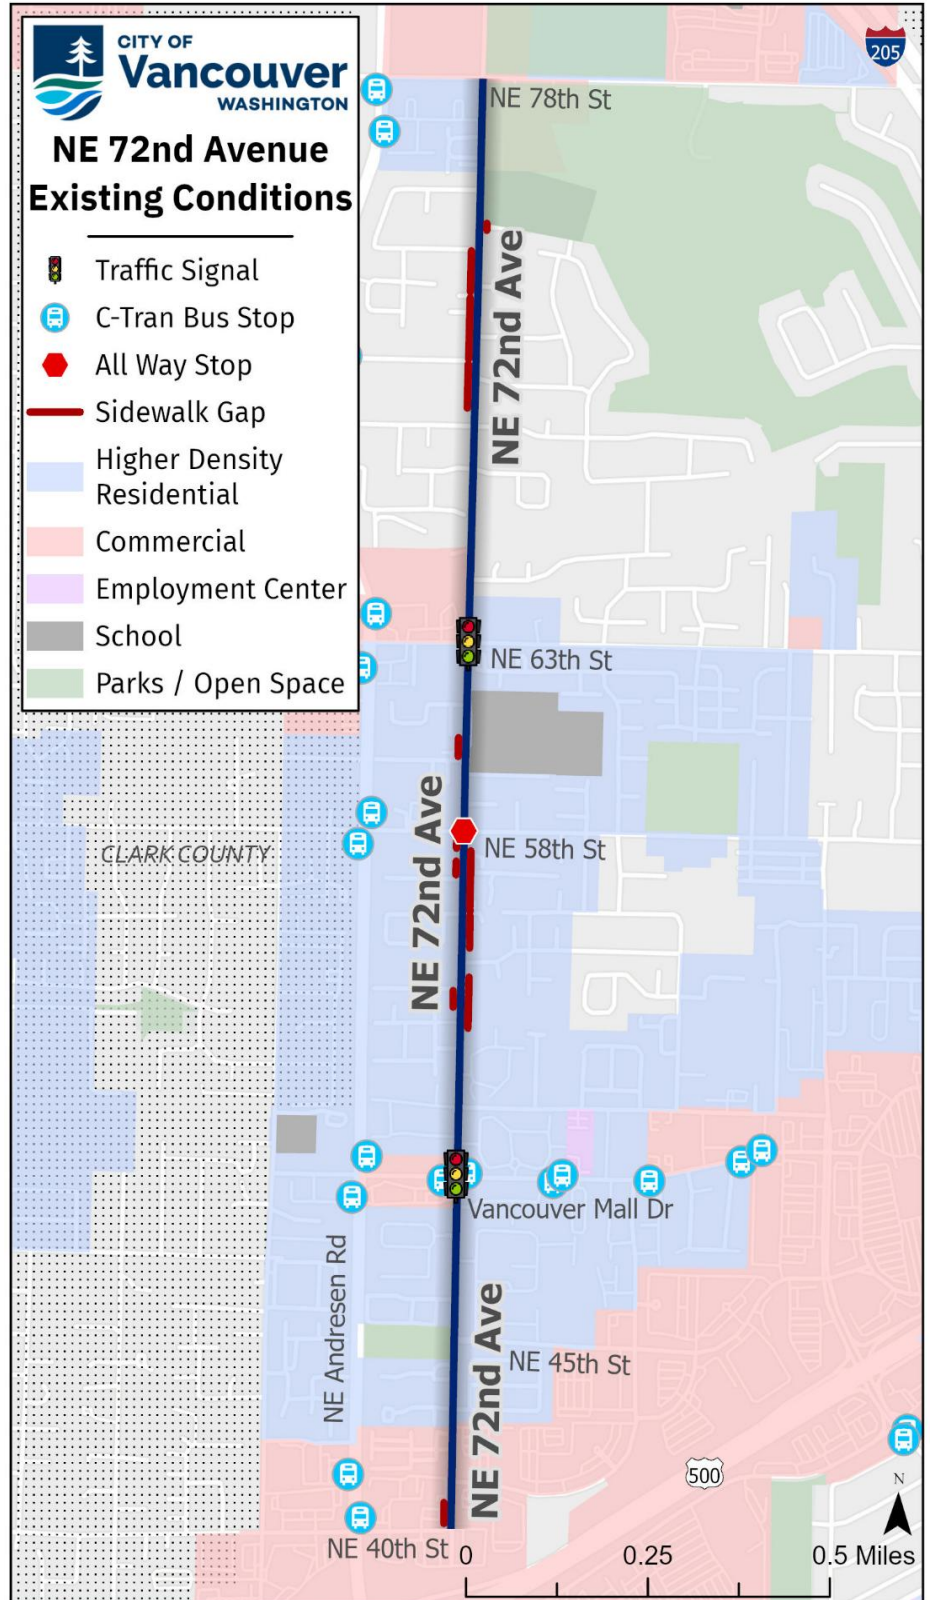 CITY OF
Vancouver
WASHINGTON
NE 72nd Avenue
Existing Conditions
Traffic Signal
C-Tran Bus Stop
All Way Stop
Sidewalk Gap
Higher Density
Residential
Commercial
Employment Center
School
Parks / Open Space
205
NE 78th St
NE 72nd Ave
NE 63th St
NE 72nd Ave
CLARK COUNTY
NE 58th St
H
Vancouver Mall Dr
NE Andresen Rd
NE 72nd Ave
NE 45th St
500
N
NE 40th St
0 0.25 0.5 Miles